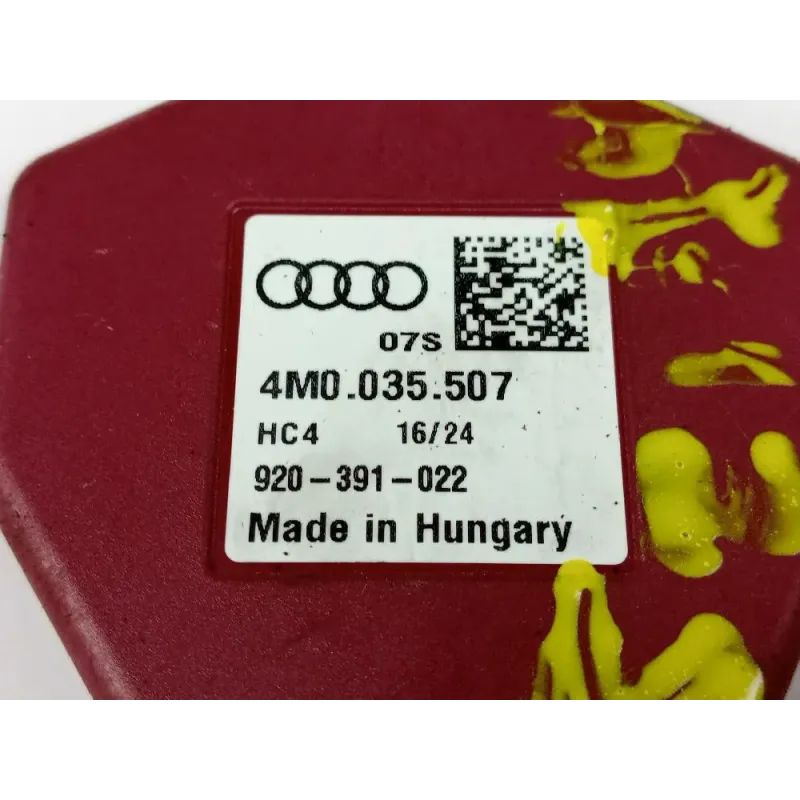 07S
4M0.035.507
HC4 16/24
920-391-022
Made in Hungary